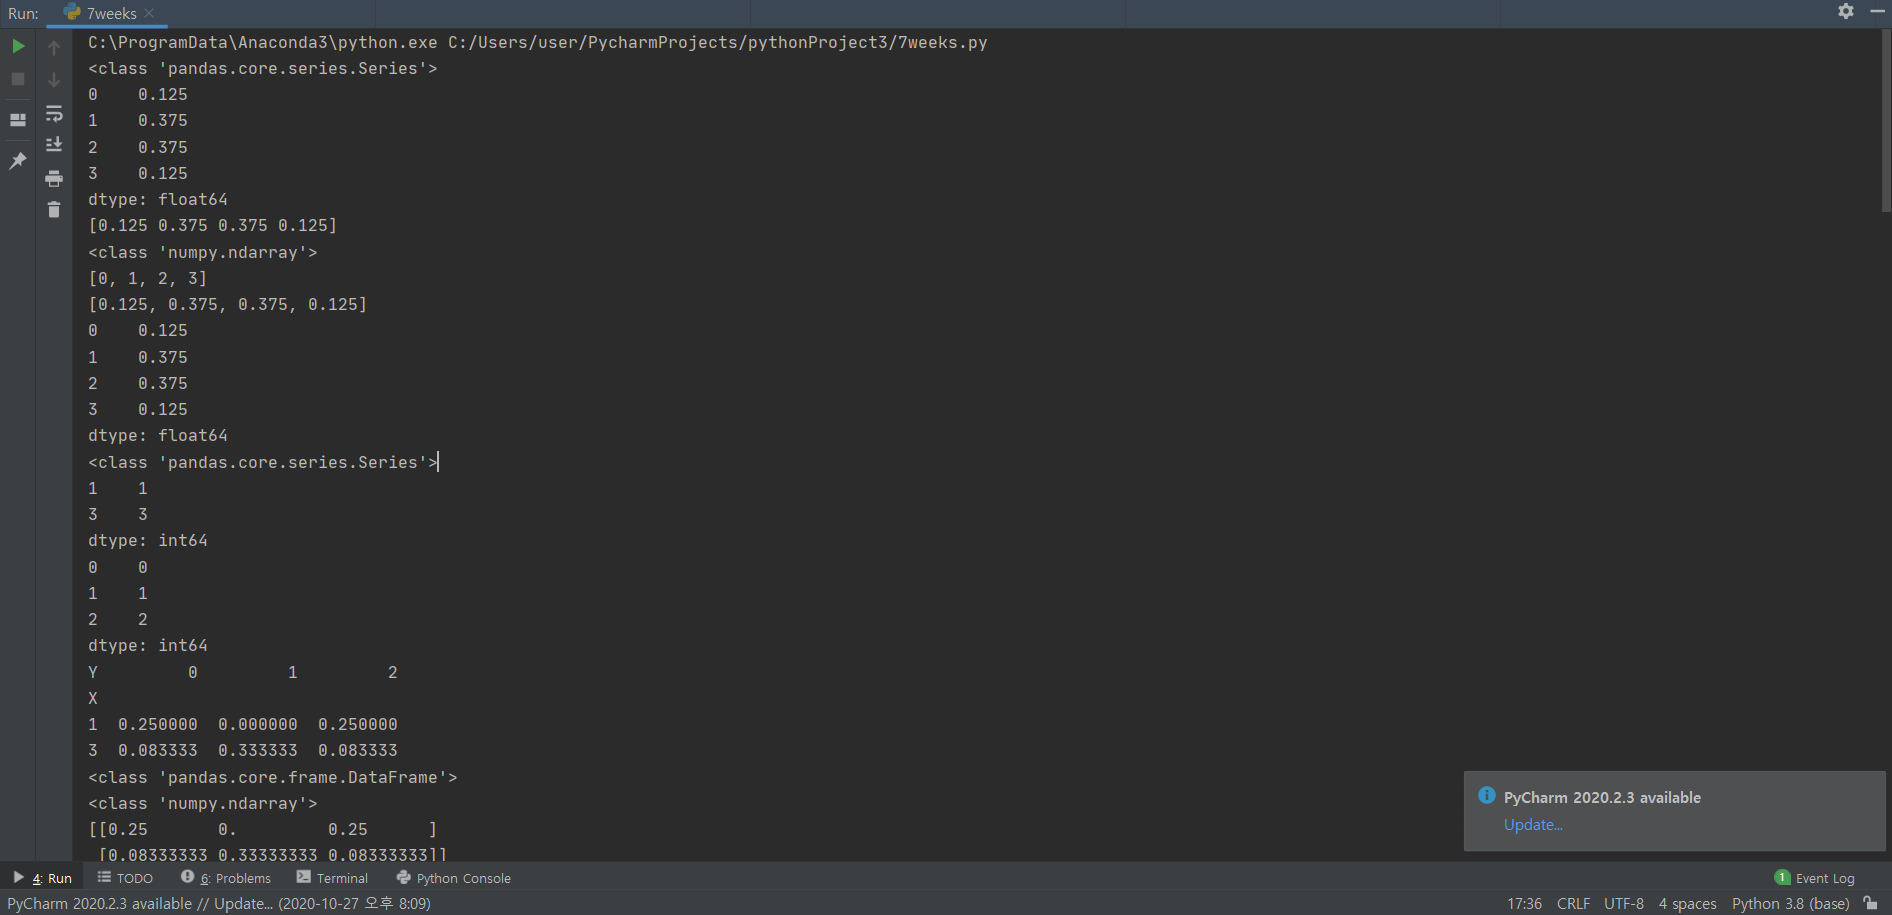 Run: 7weeks
C:\ProgramData\Anaconda3\python.exe C:/Users/user/PycharmProjects/pythonProject3/7weeks.py
<class 'pandas.core.series.Series'>
0    0.125
1    0.375
2    0.375
3    0.125
dtype: float64
[0.125 0.375 0.375 0.125]
<class 'numpy.ndarray'>
[0, 1, 2, 3]
[0.125, 0.375, 0.375, 0.125]
0    0.125
1    0.375
2    0.375
3    0.125
dtype: float64
<class 'pandas.core.series.Series'>
1    1
3    3
dtype: int64
0    0
1    1
2    2
dtype: int64
Y         0         1         2
X
1  0.250000  0.000000  0.250000
3  0.083333  0.333333  0.083333
<class 'pandas.core.frame.DataFrame'>
<class 'numpy.ndarray'>
[[0.25       0.         0.25      ]
 [0.08333333 0.33333333 0.08333333]]
PyCharm 2020.2.3 available
Update...
4: Run TODO 6: Problems Terminal Python Console 1 Event Log
PyCharm 2020.2.3 available // Update... (2020-10-27 오후 8:09) 17:36 CRLF UTF-8 4 spaces Python 3.8 (base)